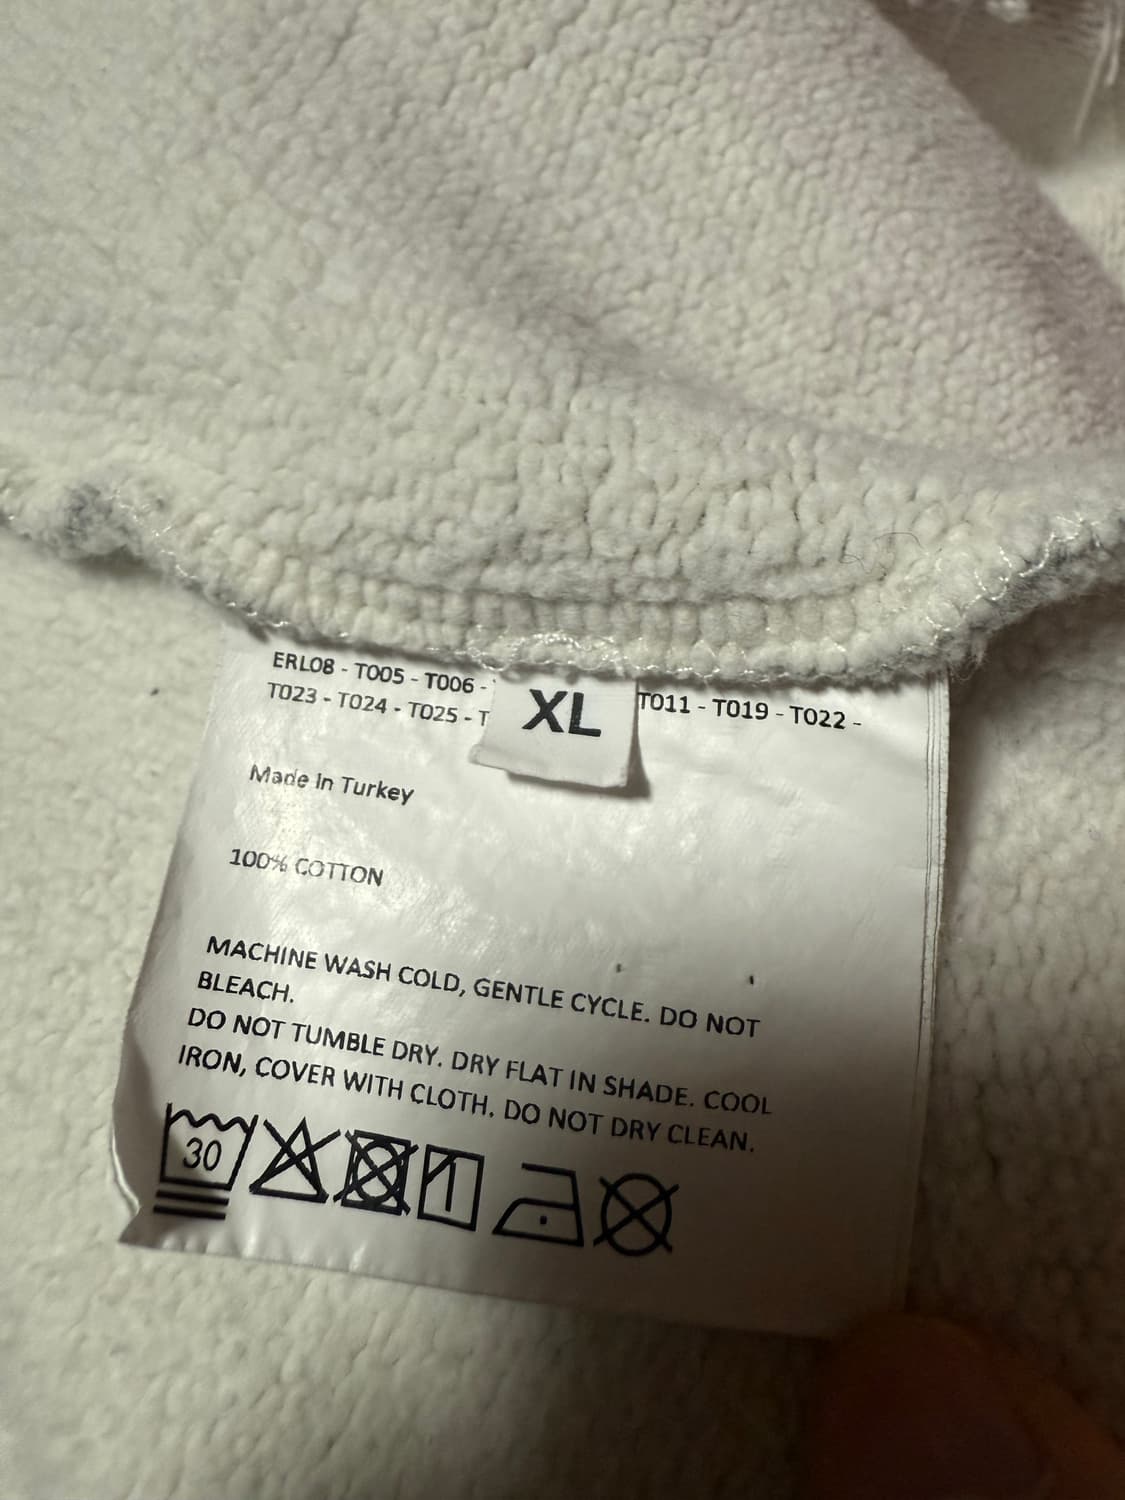 ERL08 - T005 - T006 - T011 - T019 - T022 -
T023 - T024 - T025 - T
XL
Made In Turkey
100% COTTON
MACHINE WASH COLD, GENTLE CYCLE. DO NOT
BLEACH.
DO NOT TUMBLE DRY. DRY FLAT IN SHADE. COOL
IRON, COVER WITH CLOTH. DO NOT DRY CLEAN.
30